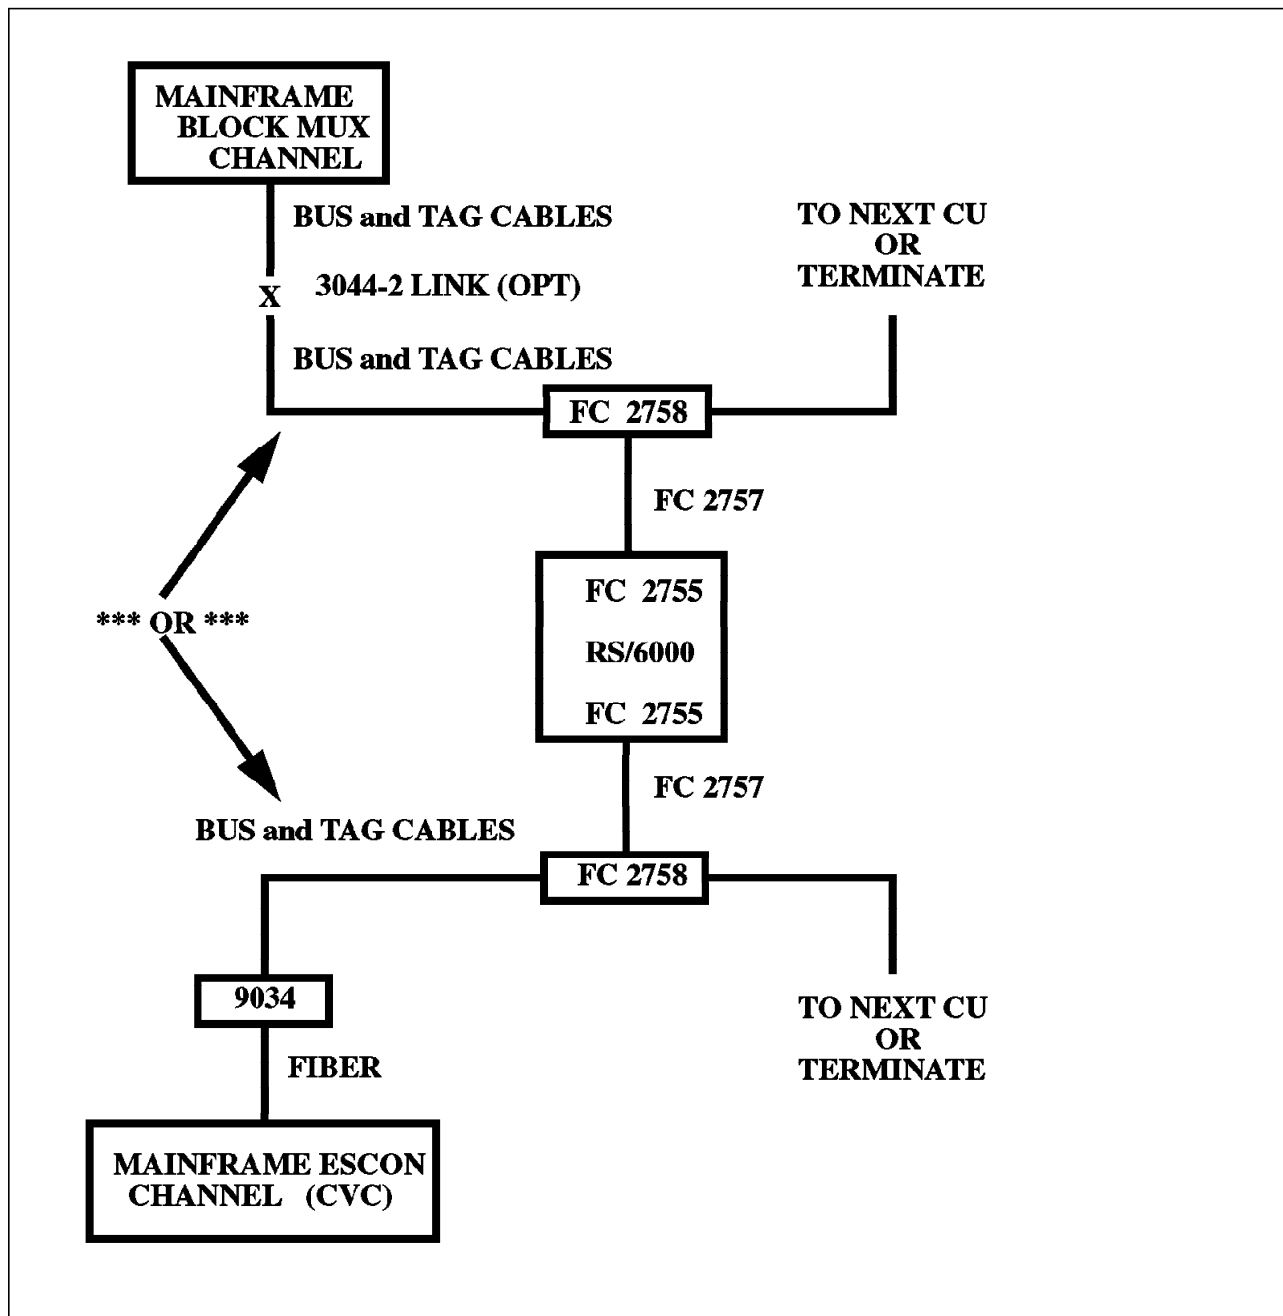 MAINFRAME
BLOCK MUX
CHANNEL
BUS and TAG CABLES
TO NEXT CU
OR
TERMINATE
X
3044-2 LINK (OPT)
BUS and TAG CABLES
FC 2758
FC 2757
FC 2755
*** OR ***
RS/6000
FC 2755
FC 2757
BUS and TAG CABLES
FC 2758
9034
TO NEXT CU
OR
TERMINATE
FIBER
MAINFRAME ESCON
CHANNEL (CVC)